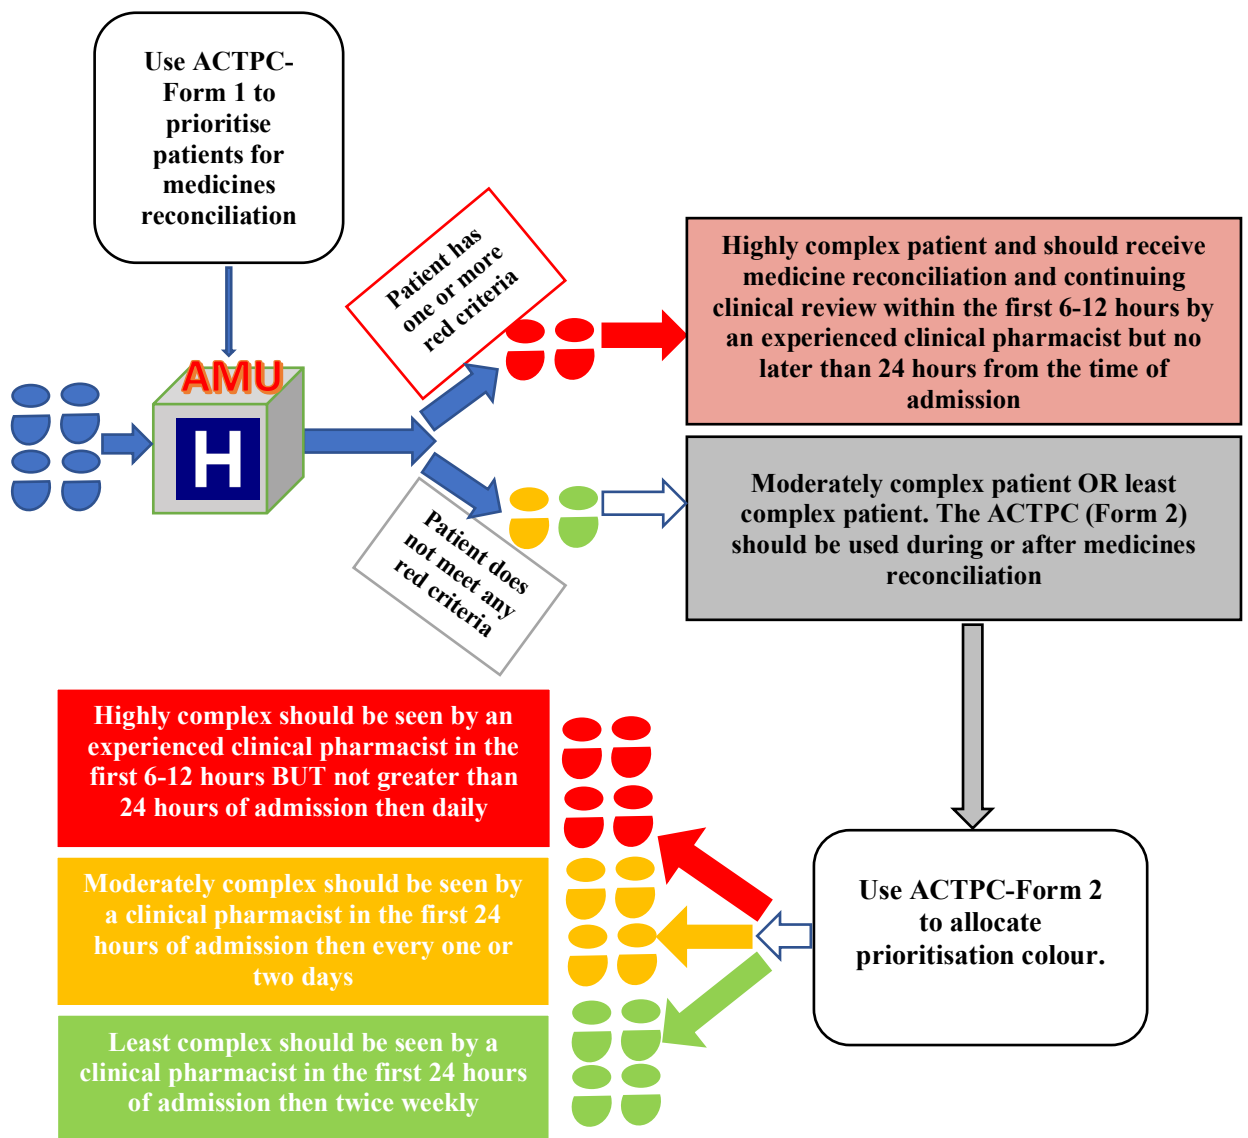 Use ACTPC-
Form 1 to
prioritise
patients for
medicines
reconciliation
AMU
H
Patient has
one or more
red criteria
Highly complex patient and should receive
medicine reconciliation and continuing
clinical review within the first 6-12 hours by
an experienced clinical pharmacist but no
later than 24 hours from the time of
admission
Patient does
not meet any
red criteria
Moderately complex patient OR least
complex patient. The ACTPC (Form 2)
should be used during or after medicines
reconciliation
Use ACTPC-Form 2
to allocate
prioritisation colour.
Highly complex should be seen by an
experienced clinical pharmacist in the
first 6-12 hours BUT not greater than
24 hours of admission then daily
Moderately complex should be seen by
a clinical pharmacist in the first 24
hours of admission then every one or
two days
Least complex should be seen by a
clinical pharmacist in the first 24 hours
of admission then twice weekly